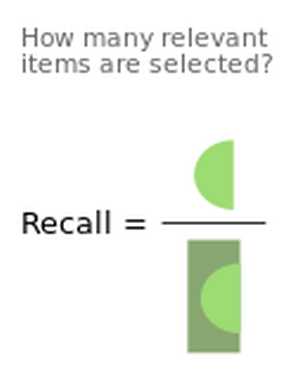 How many relevant
items are selected?
Recall =